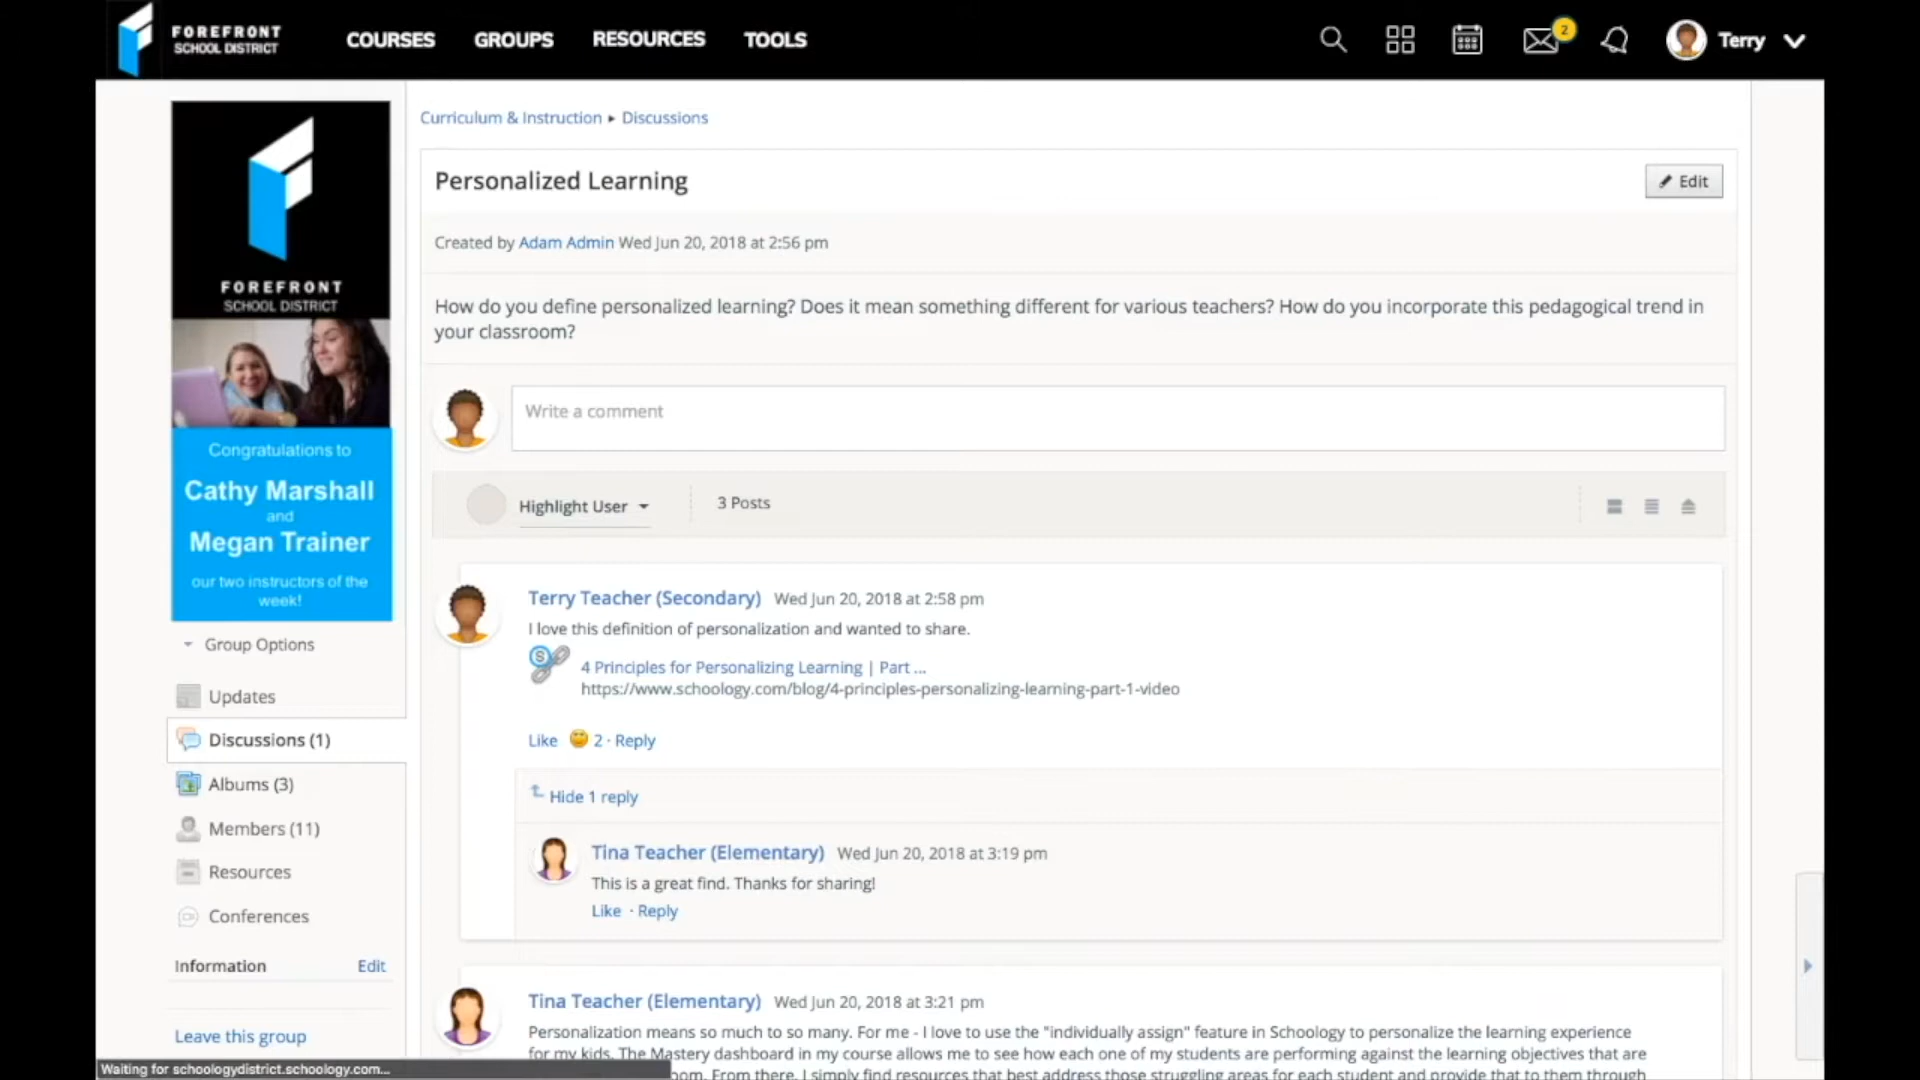 FOREFRONT
SCHOOL DISTRICT
COURSES
GROUPS
RESOURCES
TOOLS
2
Terry
FOREFRONT
SCHOOL DISTRICT
Congratulations to
Cathy Marshall
and
Megan Trainer
our two instructors of the
week!
Group Options
Updates
Discussions (1)
Albums (3)
Members (11)
Resources
Conferences
Information Edit
Leave this group
Waiting for schoologydistrict.schoology.com...
Curriculum & Instruction ▸ Discussions
Personalized Learning
Edit
Created by Adam Admin Wed Jun 20, 2018 at 2:56 pm
How do you define personalized learning? Does it mean something different for various teachers? How do you incorporate this pedagogical trend in
your classroom?
Write a comment
Highlight User
3 Posts
Terry Teacher (Secondary) Wed Jun 20, 2018 at 2:58 pm
I love this definition of personalization and wanted to share.
4 Principles for Personalizing Learning | Part ...
https://www.schoology.com/blog/4-principles-personalizing-learning-part-1-video
Like 2 · Reply
Hide 1 reply
Tina Teacher (Elementary) Wed Jun 20, 2018 at 3:19 pm
This is a great find. Thanks for sharing!
Like · Reply
Tina Teacher (Elementary) Wed Jun 20, 2018 at 3:21 pm
Personalization means so much to so many. For me - I love to use the "individually assign" feature in Schoology to personalize the learning experience
for my kids. The Mastery dashboard in my course allows me to see how each one of my students are performing against the learning objectives that are
From there, I simply find resources that best address those struggling areas for each student and provide that to them through